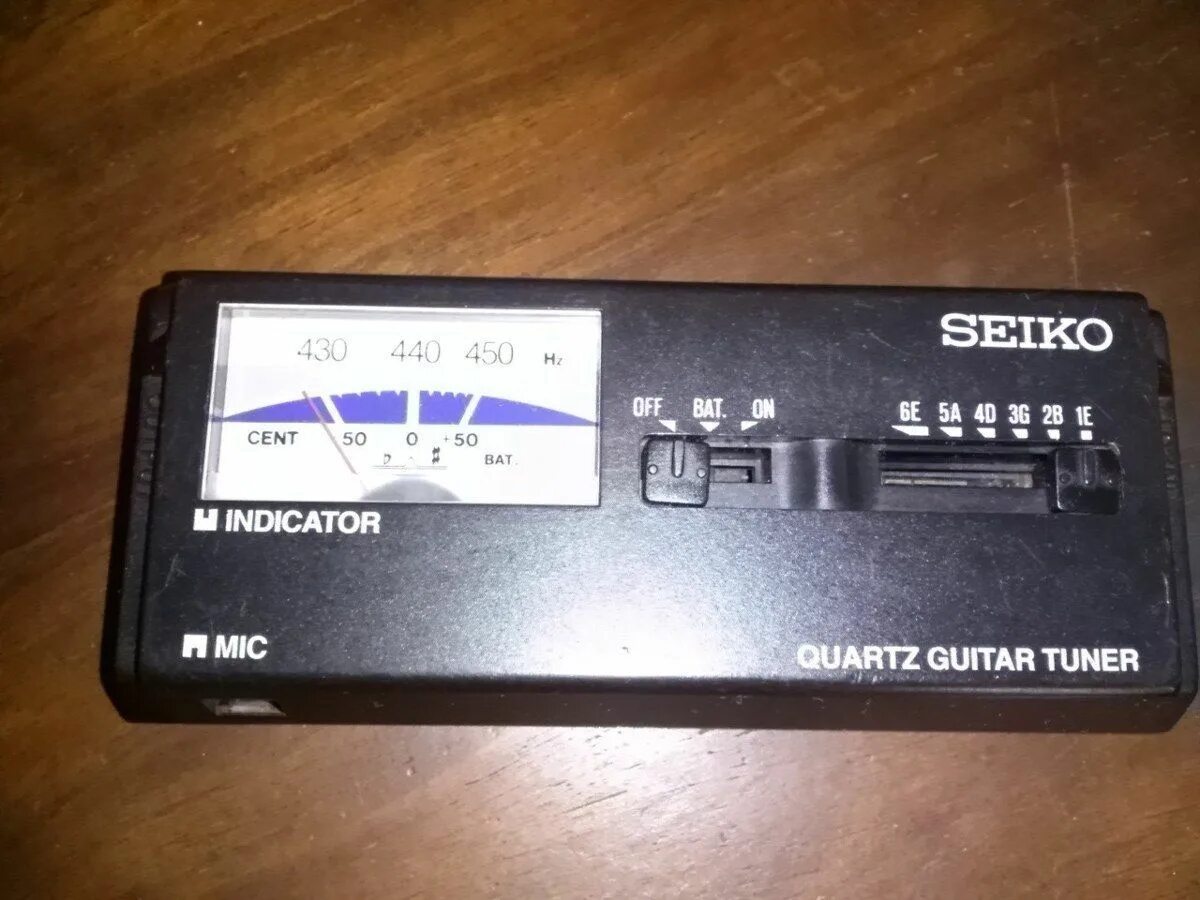 SEIKO
430 440 450 Hz
OFF BAT. ON
6E 5A 4D 3G 2B 1E
CENT 50 0 +50
♭ ♯ BAT.
INDICATOR
MIC
QUARTZ GUITAR TUNER